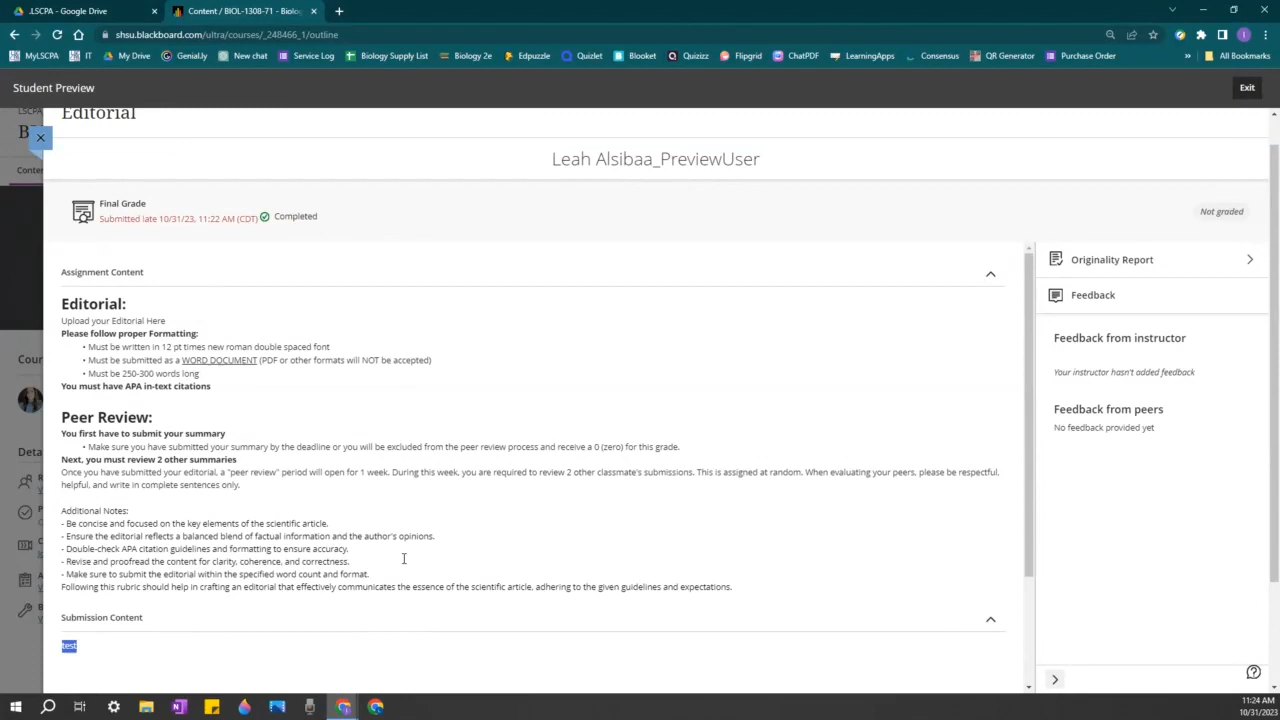 .LSCPA - Google Drive
Content / BIOL-1308-71 - Biolog
shsu.blackboard.com/ultra/courses/_248466_1/outline
MyLSCPA
IT
My Drive
Genially
New chat
Service Log
Biology Supply List
Biology 2e
Edpuzzle
Quizlet
Blooket
Quizizz
Flipgrid
ChatPDF
LearningApps
Consensus
QR Generator
Purchase Order
»
All Bookmarks
Student Preview
Exit
LSCPA
Editorial
B
Conten
Leah Alsibaa_PreviewUser
Final Grade
Submitted late 10/31/23, 11:22 AM (CDT)
Completed
Not graded
Assignment Content
Originality Report
Editorial:
Feedback
Upload your Editorial Here
Please follow proper Formatting:
• Must be written in 12 pt times new roman double spaced font
• Must be submitted as a WORD DOCUMENT (PDF or other formats will NOT be accepted)
• Must be 250-300 words long
You must have APA in-text citations
Feedback from instructor
Your instructor hasn't added feedback
Cour
Peer Review:
Feedback from peers
You first have to submit your summary
No feedback provided yet
• Make sure you have submitted your summary by the deadline or you will be excluded from the peer review process and receive a 0 (zero) for this grade.
Next, you must review 2 other summaries
Deta
Once you have submitted your editorial, a "peer review" period will open for 1 week. During this week, you are required to review 2 other classmate's submissions. This is assigned at random. When evaluating your peers, please be respectful,
helpful, and write in complete sentences only.
Additional Notes:
- Be concise and focused on the key elements of the scientific article.
- Ensure the editorial reflects a balanced blend of factual information and the author's opinions.
- Double-check APA citation guidelines and formatting to ensure accuracy.
- Revise and proofread the content for clarity, coherence, and correctness.
- Make sure to submit the editorial within the specified word count and format.
Following this rubric should help in crafting an editorial that effectively communicates the essence of the scientific article, adhering to the given guidelines and expectations.
Submission Content
test
11:24 AM
10/31/2023